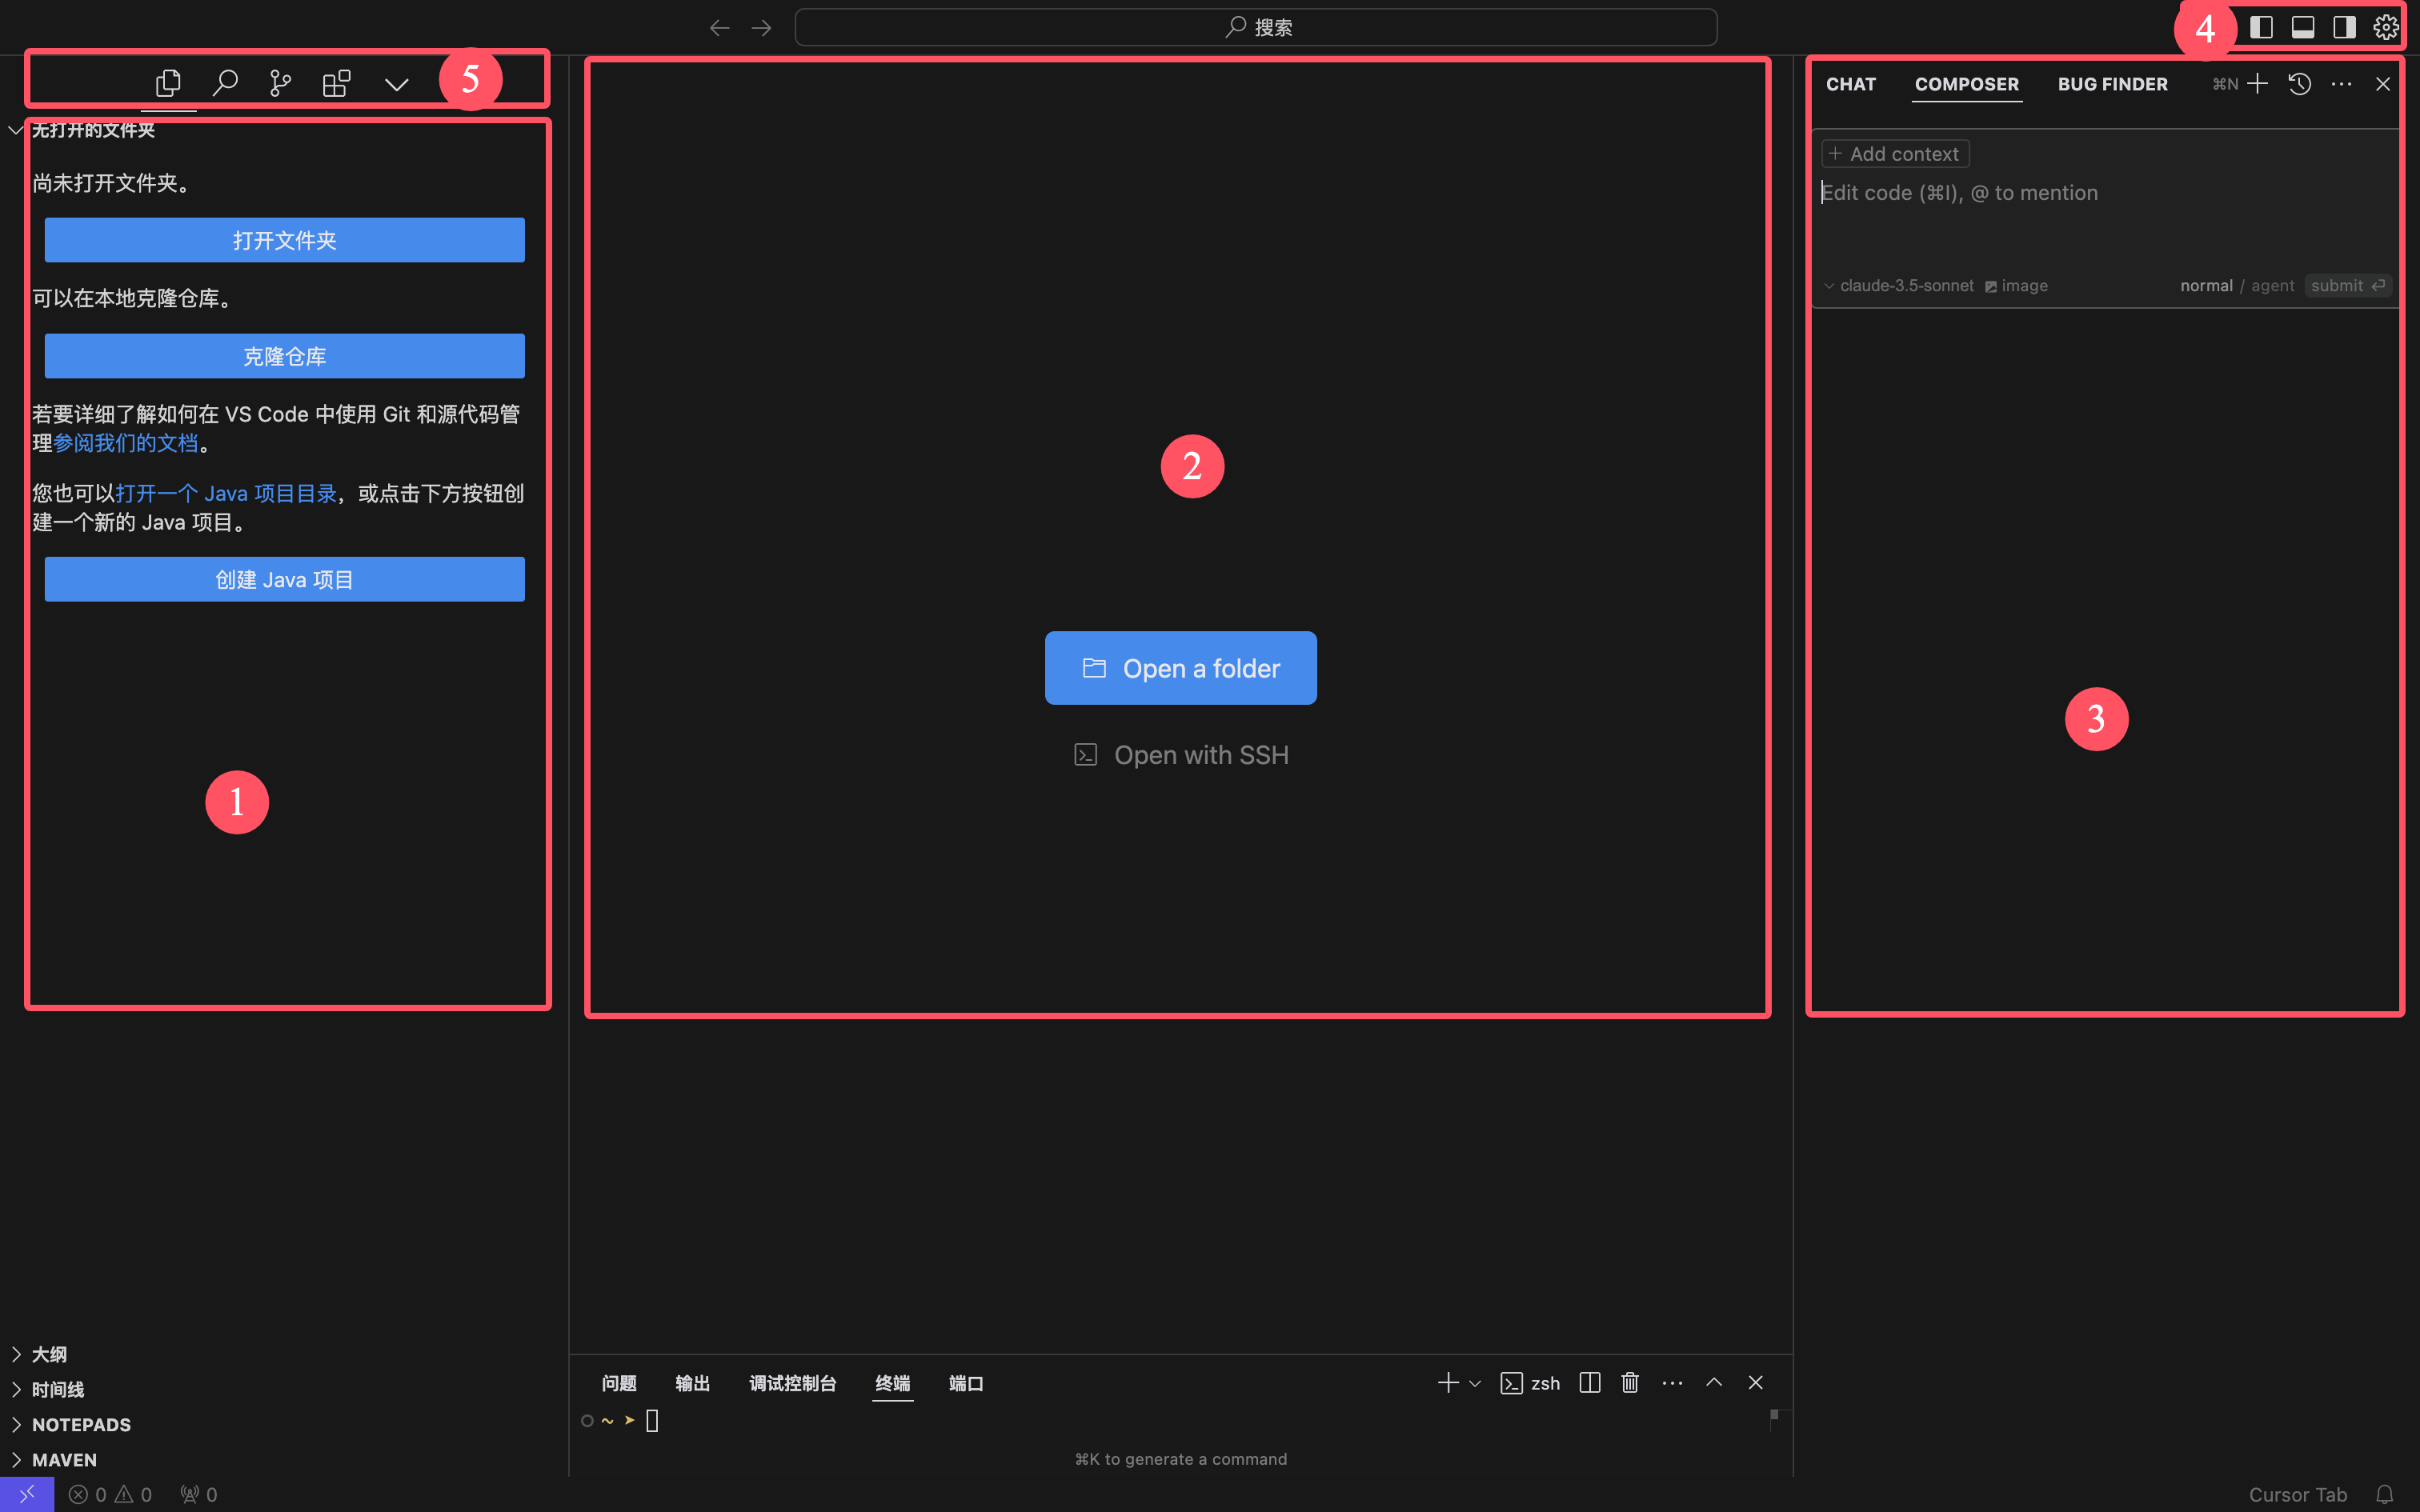 搜索
4
5
CHAT COMPOSER BUG FINDER ⌘N
无打开的文件夹
尚未打开文件夹。
打开文件夹
可以在本地克隆仓库。
克隆仓库
若要详细了解如何在 VS Code 中使用 Git 和源代码管
理参阅我们的文档。
您也可以打开一个 Java 项目目录，或点击下方按钮创
建一个新的 Java 项目。
创建 Java 项目
1
2
Open a folder
Open with SSH
+ Add context
Edit code (⌘I), @ to mention
claude-3.5-sonnet image normal / agent submit
3
大纲
时间线
NOTEPADS
MAVEN
问题 输出 调试控制台 终端 端口 zsh
~
⌘K to generate a command
0 0 0
Cursor Tab